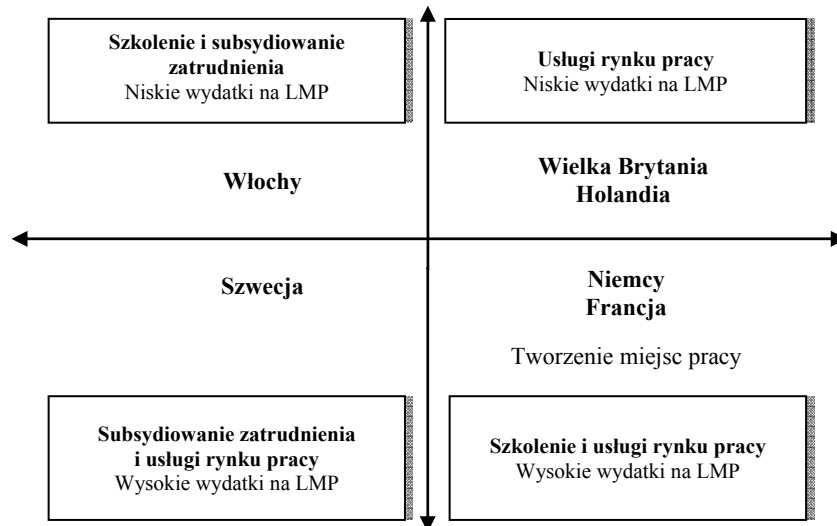 Szkolenie i subsydiowanie
zatrudnienia
Niskie wydatki na LMP
Usługi rynku pracy
Niskie wydatki na LMP
Włochy
Wielka Brytania
Holandia
Szwecja
Niemcy
Francja
Tworzenie miejsc pracy
Subsydiowanie zatrudnienia
i usługi rynku pracy
Wysokie wydatki na LMP
Szkolenie i usługi rynku pracy
Wysokie wydatki na LMP